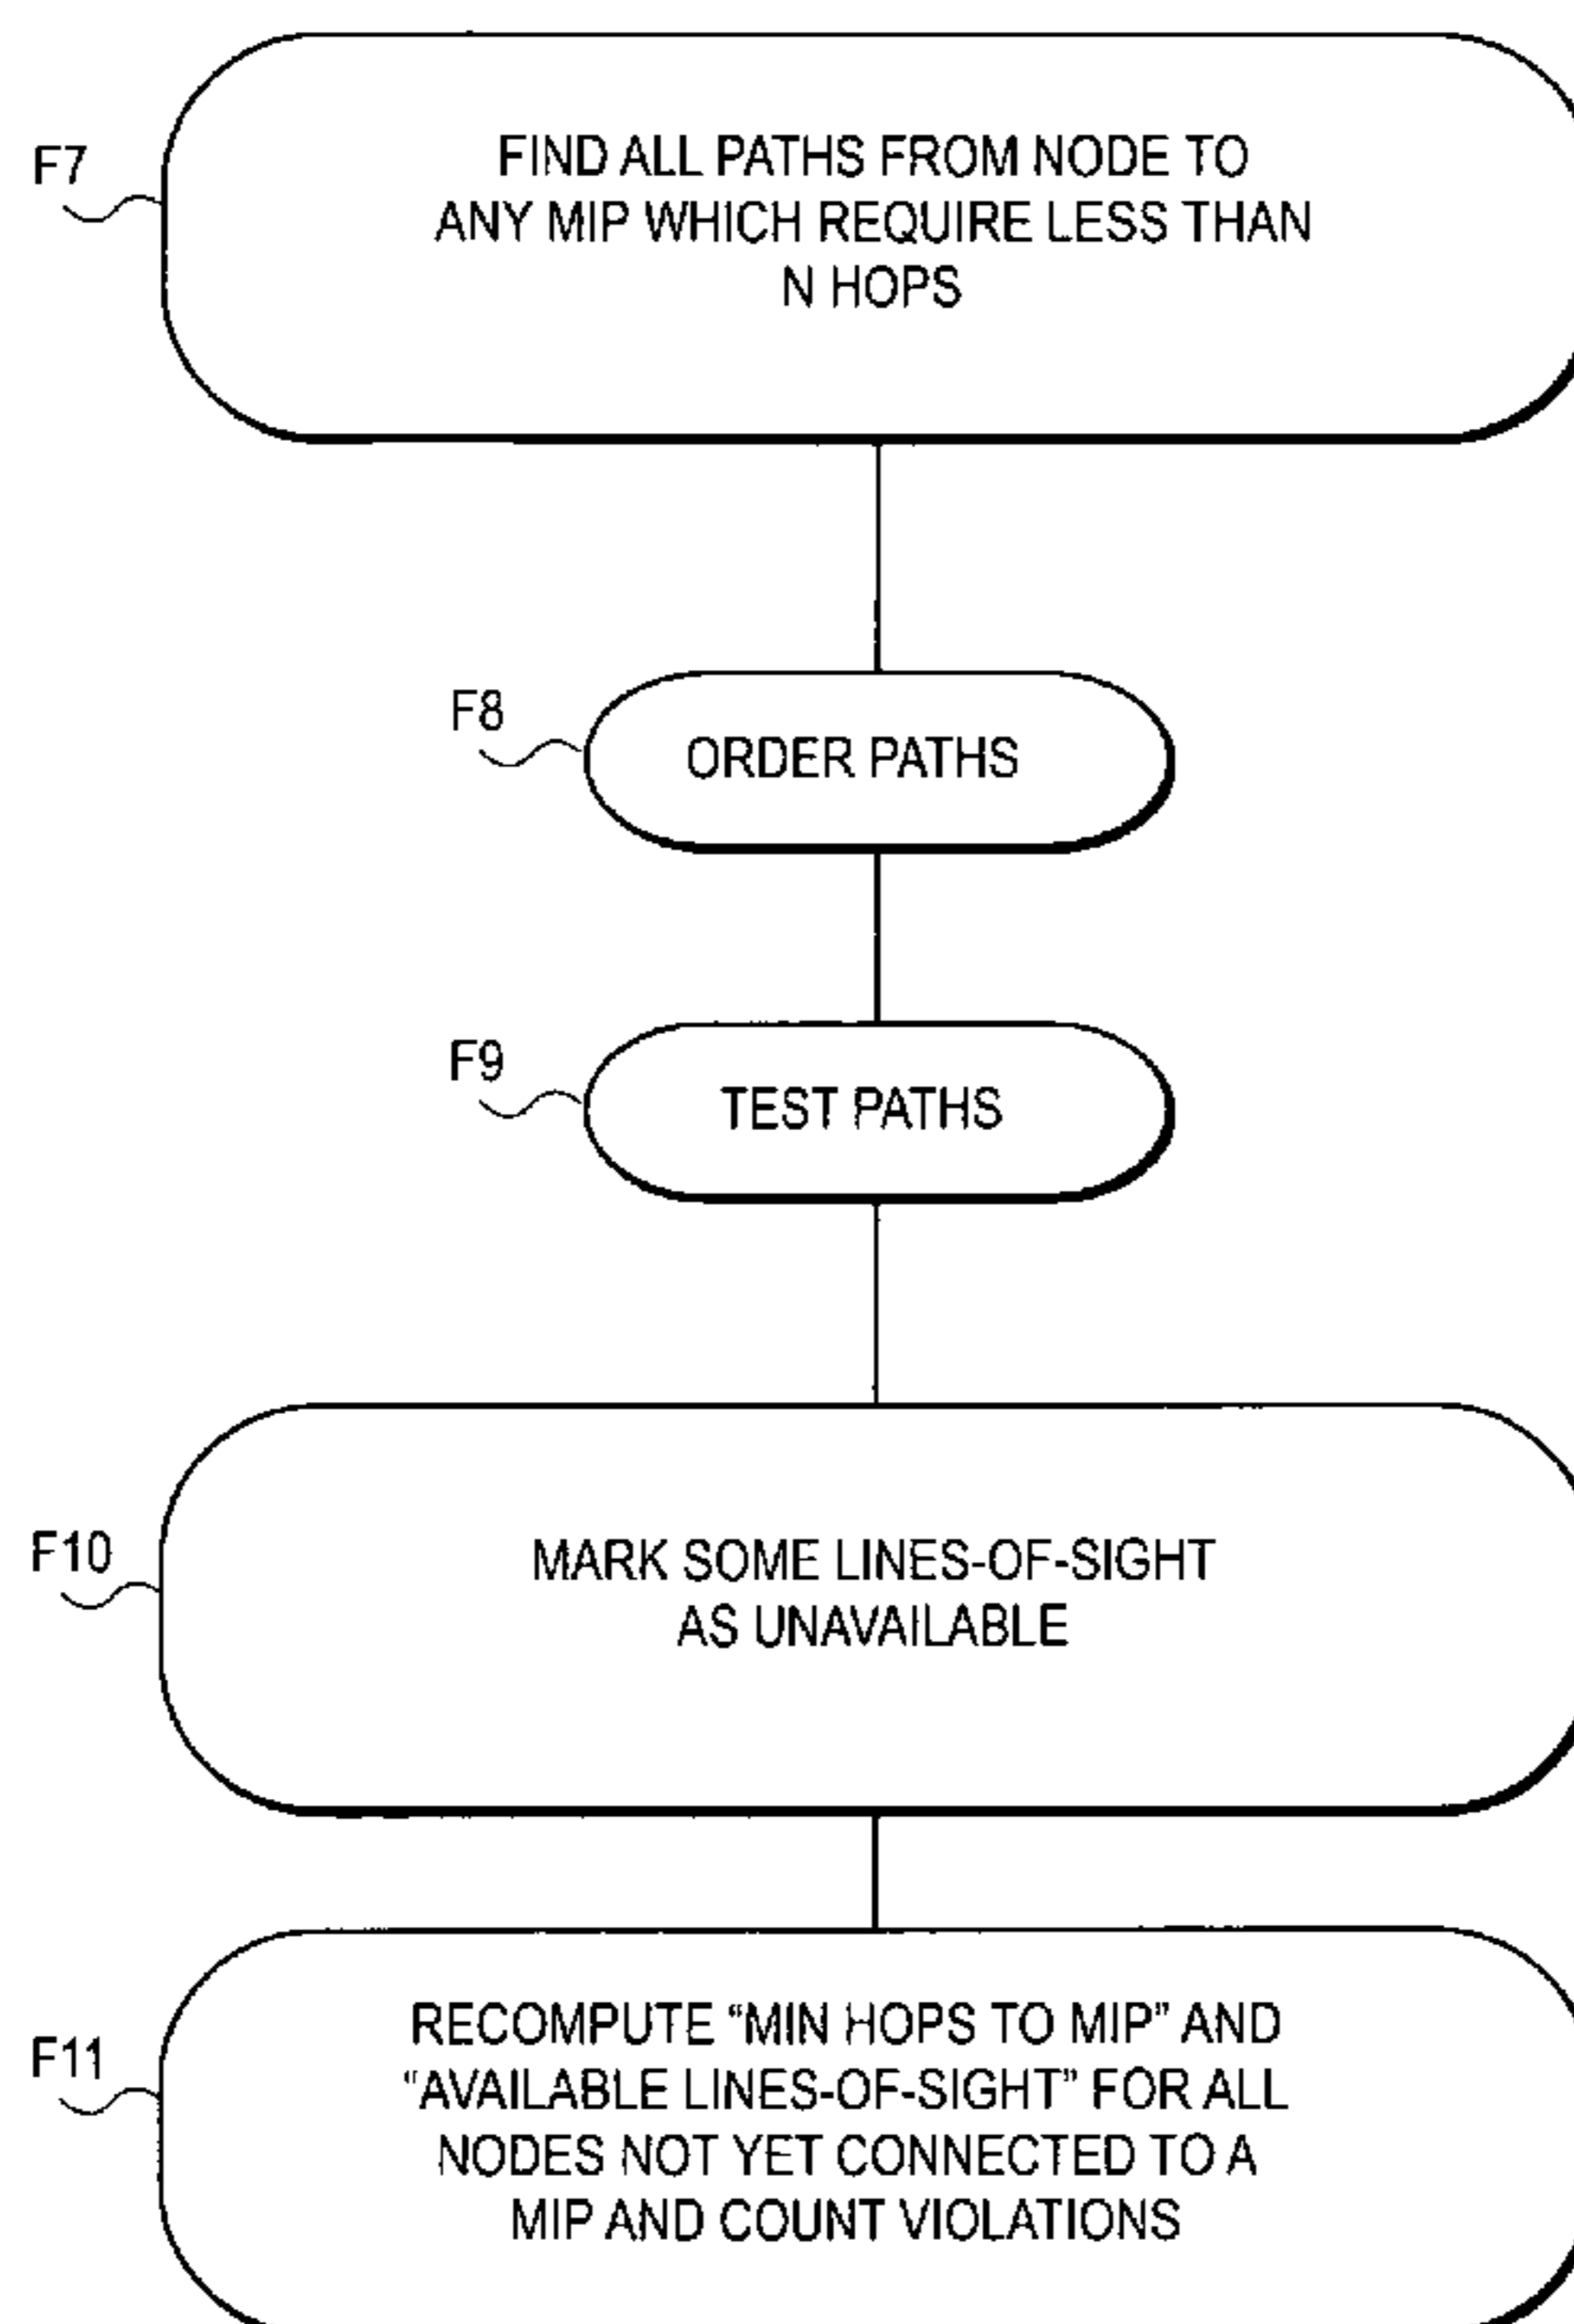 F7
FIND ALL PATHS FROM NODE TO
ANY MIP WHICH REQUIRE LESS THAN
N HOPS
F8
ORDER PATHS
F9
TEST PATHS
F10
MARK SOME LINES-OF-SIGHT
AS UNAVAILABLE
F11
RECOMPUTE “MIN HOPS TO MIP” AND
“AVAILABLE LINES-OF-SIGHT” FOR ALL
NODES NOT YET CONNECTED TO A
MIP AND COUNT VIOLATIONS